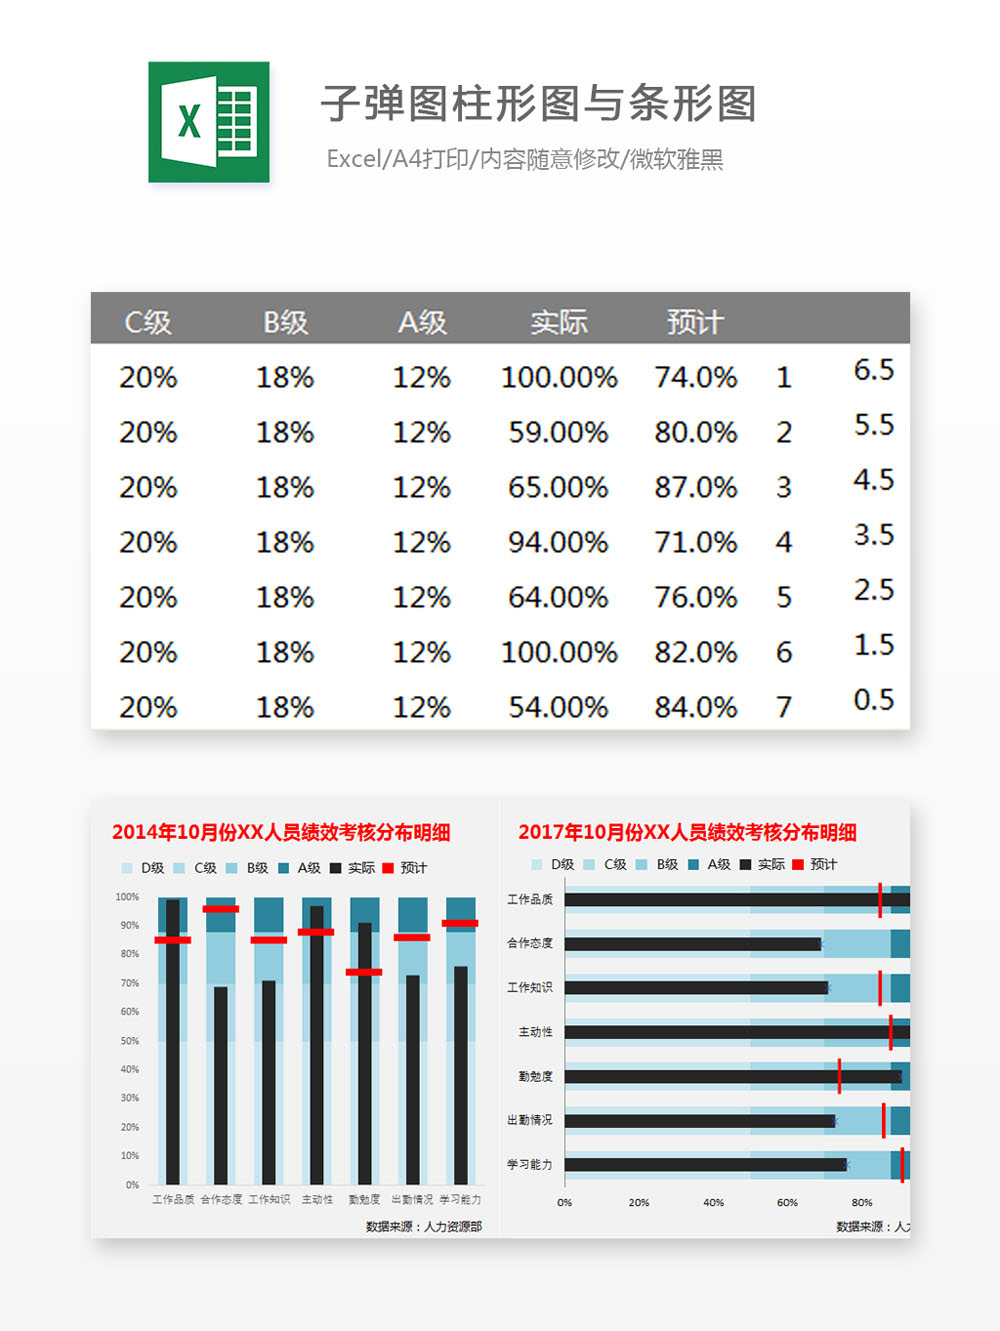 X
子弹图柱形图与条形图
Excel/A4打印/内容随意修改/微软雅黑
C级 B级 A级 实际 预计
20% 18% 12% 100.00% 74.0% 1 6.5
20% 18% 12% 59.00% 80.0% 2 5.5
20% 18% 12% 65.00% 87.0% 3 4.5
20% 18% 12% 94.00% 71.0% 4 3.5
20% 18% 12% 64.00% 76.0% 5 2.5
20% 18% 12% 100.00% 82.0% 6 1.5
20% 18% 12% 54.00% 84.0% 7 0.5
2014年10月份XX人员绩效考核分布明细
D级 C级 B级 A级 实际 预计
100%
90%
80%
70%
60%
50%
40%
30%
20%
10%
0%
工作品质 合作态度 工作知识 主动性 勤勉度 出勤情况 学习能力
数据来源：人力资源部
2017年10月份XX人员绩效考核分布明细
D级 C级 B级 A级 实际 预计
工作品质
合作态度
工作知识
主动性
勤勉度
出勤情况
学习能力
0% 20% 40% 60% 80%
数据来源：人